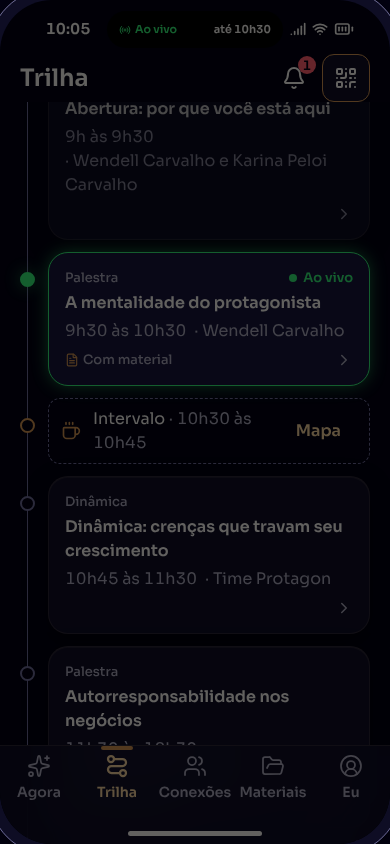 10:05 Ao vivo até 10h30
Trilha 1
Abertura: por que você está aqui
9h às 9h30
· Wendell Carvalho e Karina Peloi
Carvalho
Palestra Ao vivo
A mentalidade do protagonista
9h30 às 10h30 · Wendell Carvalho
Com material
Intervalo · 10h30 às
10h45
Mapa
Dinâmica
Dinâmica: crenças que travam seu
crescimento
10h45 às 11h30 · Time Protagon
Palestra
Autorresponsabilidade nos
negócios
Agora Trilha Conexões Materiais Eu